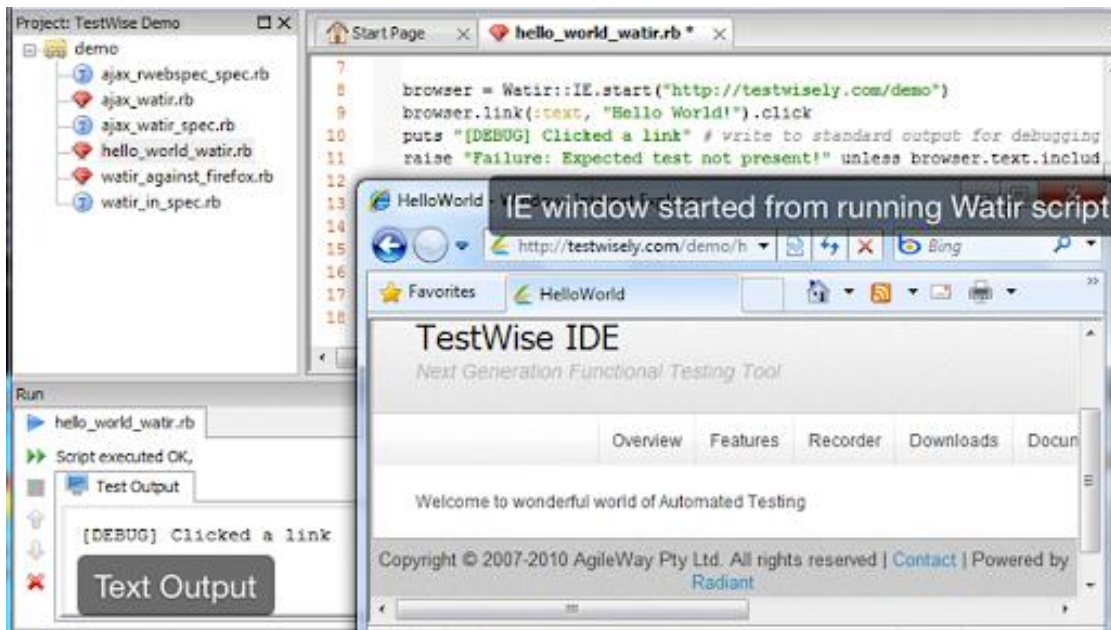 Project: TestWise Demo
demo
ajax_rwebspec_spec.rb
ajax_watir.rb
ajax_watir_spec.rb
hello_world_watir.rb
watir_against_firefox.rb
watir_in_spec.rb
Start Page
hello_world_watir.rb *
7
8 browser = Watir::IE.start("http://testwisely.com/demo")
9 browser.link(:text, "Hello World!").click
10 puts "[DEBUG] Clicked a link" # write to standard output for debugging
11 raise "Failure: Expected test not present!" unless browser.text.includ
12
13
14
15
16
17
18
HelloWorld -
IE window started from running Watir script
http://testwisely.com/demo/h
Bing
Favorites
HelloWorld
TestWise IDE
Next Generation Functional Testing Tool
Overview Features Recorder Downloads Docun
Welcome to wonderful world of Automated Testing
Copyright © 2007-2010 AgileWay Pty Ltd. All rights reserved | Contact | Powered by
Radiant
Run
hello_world_watir.rb
Script executed OK,
Test Output
[DEBUG] Clicked a link
Text Output